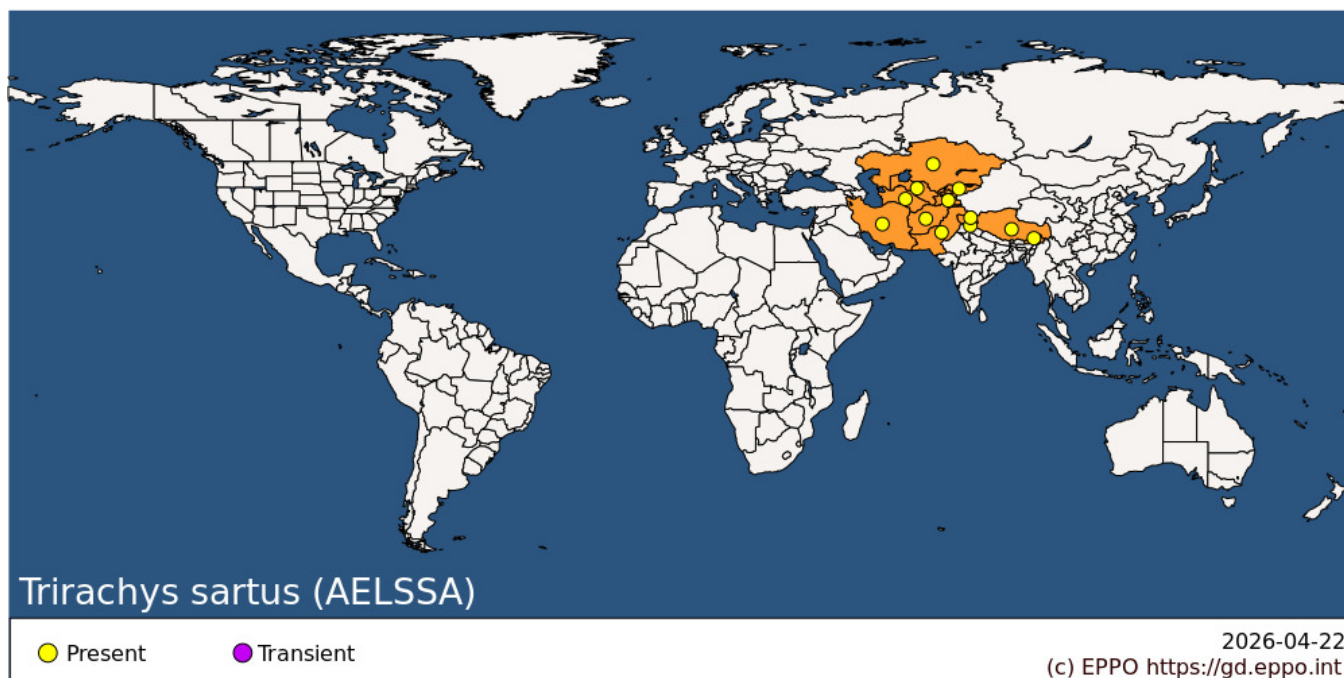 Trirachys sartus (AELSSA)
Present
Transient
2026-04-22
(c) EPPO https://gd.eppo.int